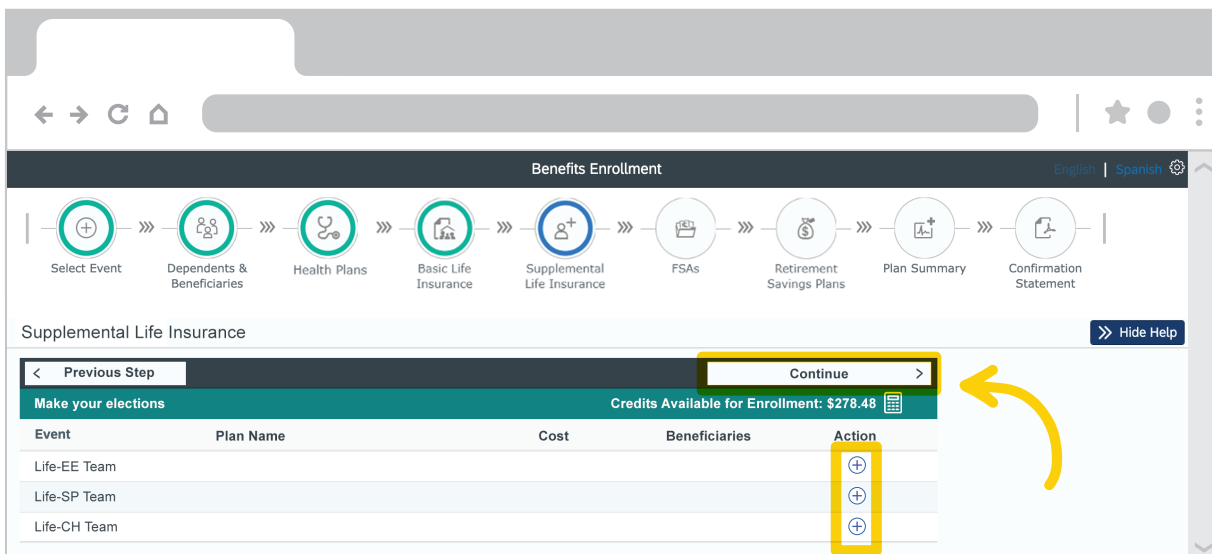 Benefits Enrollment
English | Spanish
Select Event
Dependents &
Beneficiaries
Health Plans
Basic Life
Insurance
Supplemental
Life Insurance
FSAs
Retirement
Savings Plans
Plan Summary
Confirmation
Statement
Supplemental Life Insurance
Hide Help
Previous Step
Continue
Make your elections
Credits Available for Enrollment: $278.48
Event Plan Name Cost Beneficiaries Action
Life-EE Team
Life-SP Team
Life-CH Team